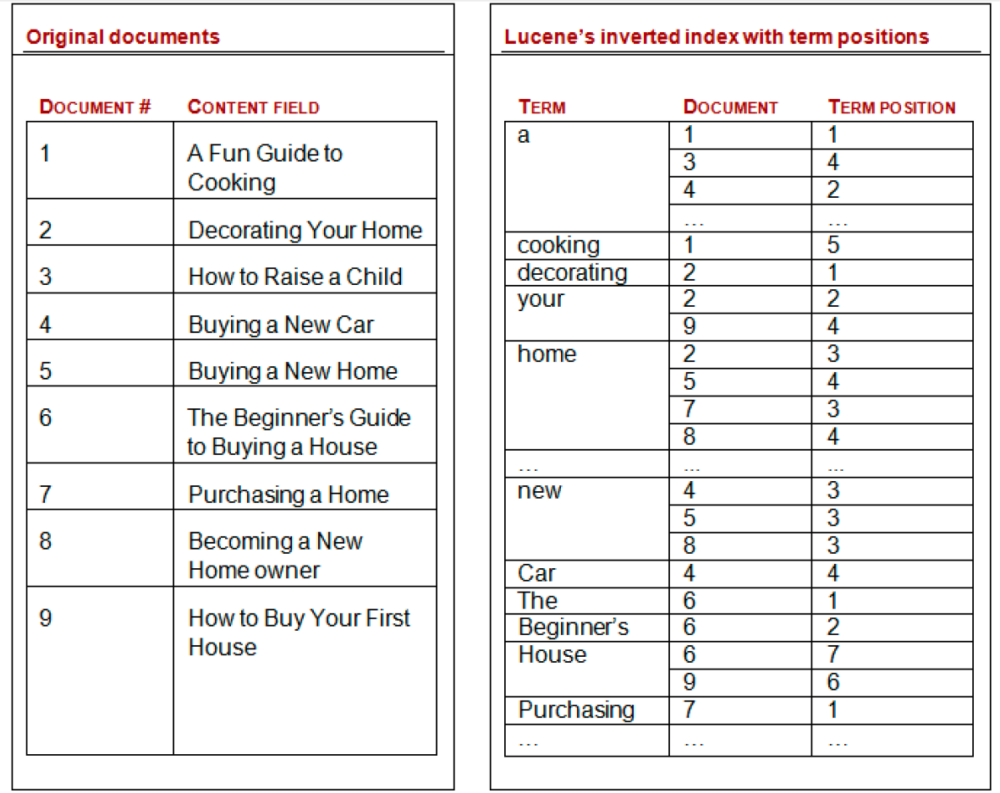 Original documents
DOCUMENT # CONTENT FIELD
1 A Fun Guide to
Cooking
2 Decorating Your Home
3 How to Raise a Child
4 Buying a New Car
5 Buying a New Home
6 The Beginner’s Guide
to Buying a House
7 Purchasing a Home
8 Becoming a New
Home owner
9 How to Buy Your First
House
Lucene’s inverted index with term positions
TERM DOCUMENT TERM POSITION
a 1 1
3 4
4 2
... ...
cooking 1 5
decorating 2 1
your 2 2
9 4
home 2 3
5 4
7 3
8 4
... ... ...
new 4 3
5 3
8 3
Car 4 4
The 6 1
Beginner’s 6 2
House 6 7
9 6
Purchasing 7 1
... ... ...